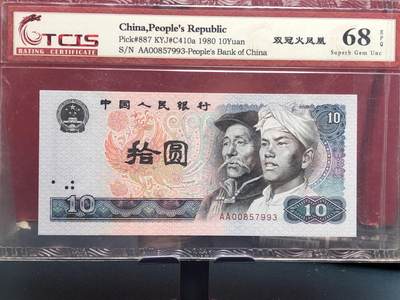 TCIS
RATING CERTIFICATE
China,People's Republic
Pick#887 KYJ#C410a 1980 10Yuan
S/N AA00857993-People's Bank of China
双冠火凤凰
68 EPQ
Superb Gem Unc
中国人民银行
10
拾圆
10
AA00857993
10